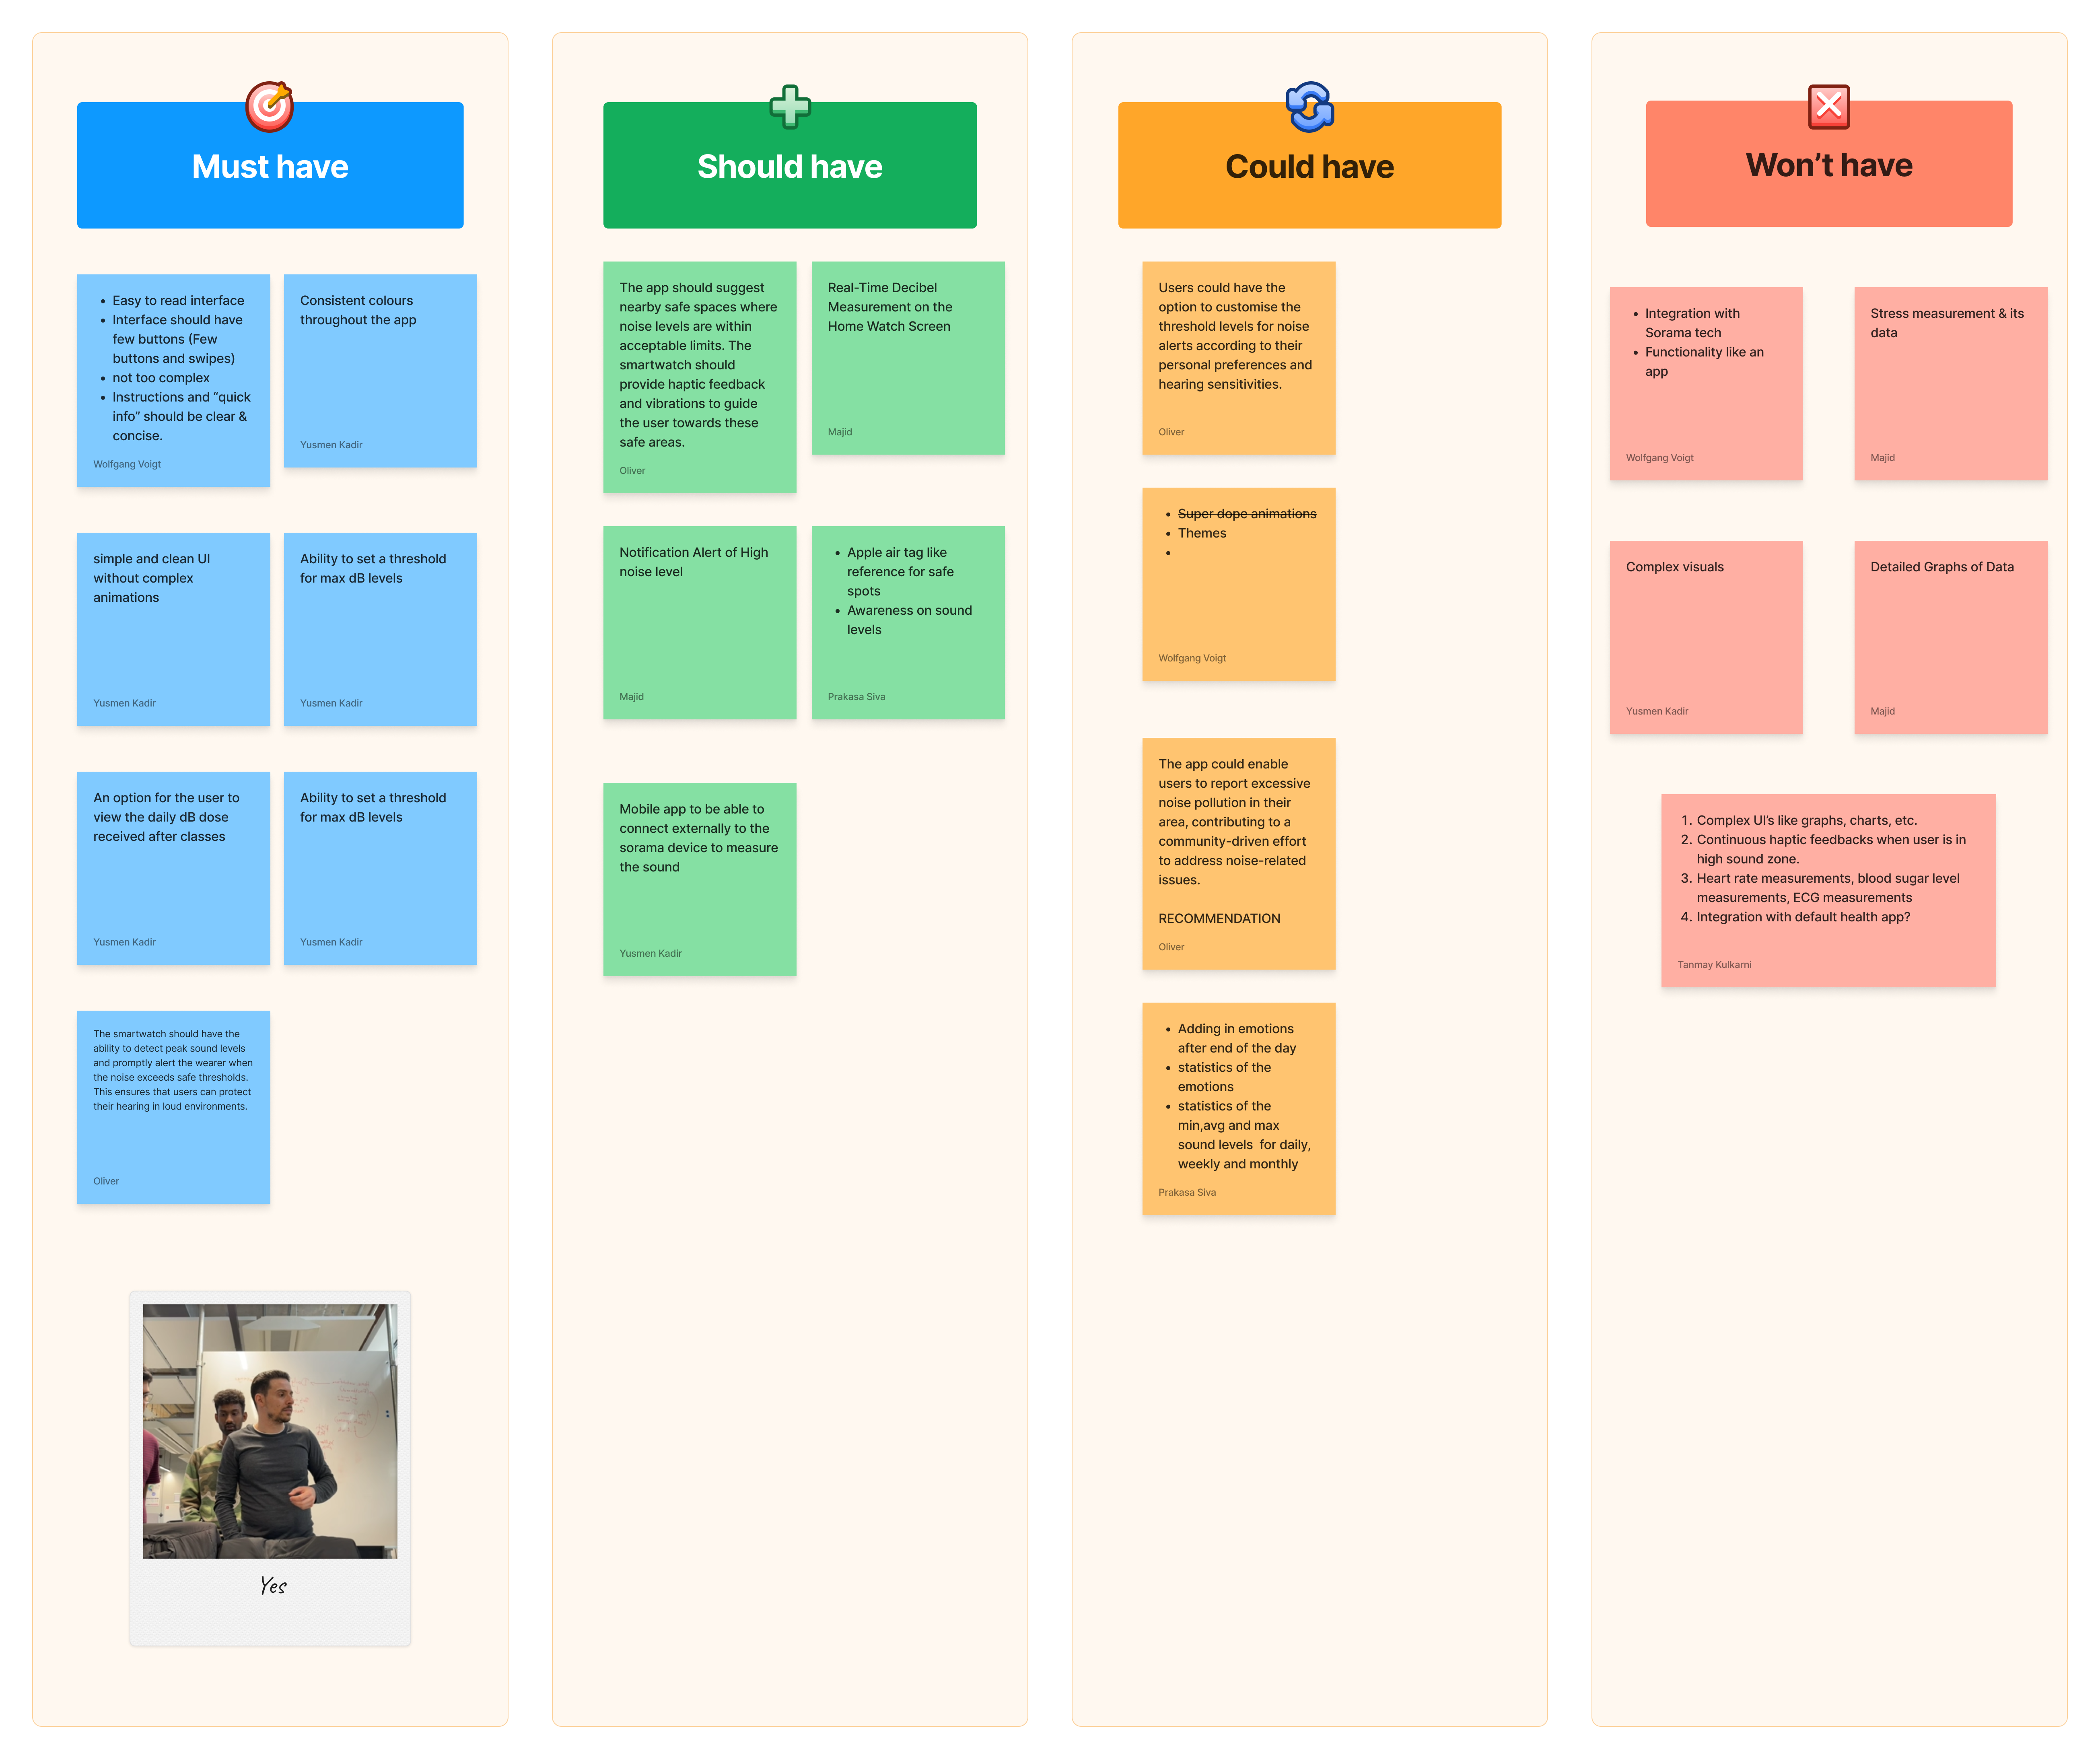 Must have
• Easy to read interface
• Interface should have
few buttons (Few
buttons and swipes)
• not too complex
• Instructions and “quick
info” should be clear &
concise.
Wolfgang Voigt
Consistent colours
throughout the app
Yusmen Kadir
simple and clean UI
without complex
animations
Yusmen Kadir
Ability to set a threshold
for max dB levels
Yusmen Kadir
An option for the user to
view the daily dB dose
received after classes
Yusmen Kadir
Ability to set a threshold
for max dB levels
Yusmen Kadir
The smartwatch should have the
ability to detect peak sound levels
and promptly alert the wearer when
the noise exceeds safe thresholds.
This ensures that users can protect
their hearing in loud environments.
Oliver
Yes
Should have
The app should suggest
nearby safe spaces where
noise levels are within
acceptable limits. The
smartwatch should
provide haptic feedback
and vibrations to guide
the user towards these
safe areas.
Oliver
Real-Time Decibel
Measurement on the
Home Watch Screen
Majid
Notification Alert of High
noise level
Majid
• Apple air tag like
reference for safe
spots
• Awareness on sound
levels
Prakasa Siva
Mobile app to be able to
connect externally to the
sorama device to measure
the sound
Yusmen Kadir
Could have
Users could have the
option to customise the
threshold levels for noise
alerts according to their
personal preferences and
hearing sensitivities.
Oliver
• Super dope animations
• Themes
•
Wolfgang Voigt
The app could enable
users to report excessive
noise pollution in their
area, contributing to a
community-driven effort
to address noise-related
issues.
RECOMMENDATION
Oliver
• Adding in emotions
after end of the day
• statistics of the
emotions
• statistics of the
min,avg and max
sound levels  for daily,
weekly and monthly
Prakasa Siva
Won’t have
• Integration with
Sorama tech
• Functionality like an
app
Wolfgang Voigt
Stress measurement & its
data
Majid
Complex visuals
Yusmen Kadir
Detailed Graphs of Data
Majid
1. Complex UI’s like graphs, charts, etc.
2. Continuous haptic feedbacks when user is in
high sound zone.
3. Heart rate measurements, blood sugar level
measurements, ECG measurements
4. Integration with default health app?
Tanmay Kulkarni